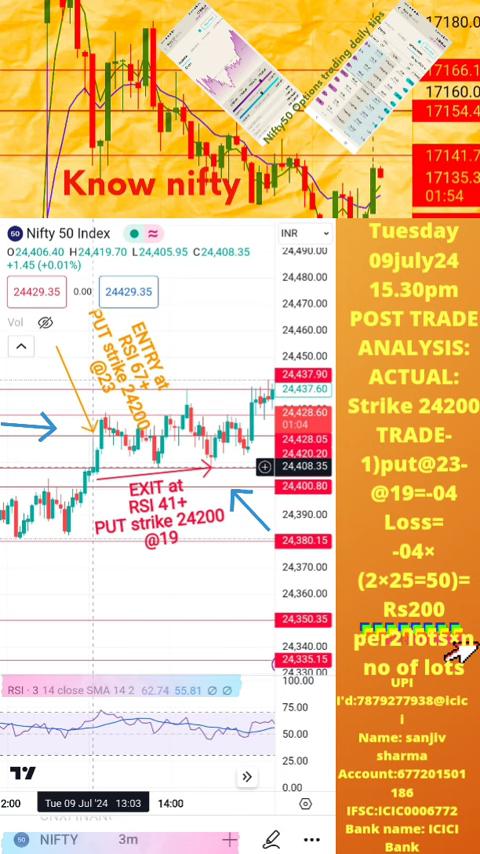 17180.0
17166.1
17160.0
17154.4
17141.7
17135.3
01:54
Nifty50 Options trading daily tips
Know nifty
50 Nifty 50 Index
INR
O24,406.40 H24,419.70 L24,405.95 C24,408.35
+1.45 (+0.01%)
24429.35 0.00 24429.35
Vol
24,490.00
24,480.00
24,470.00
24,460.00
24,450.00
24,437.90
24,437.60
24,428.60
01:04
24,428.05
24,420.20
24,408.35
24,400.80
24,390.00
24,380.15
24,370.00
24,360.00
24,350.35
24,340.00
24,335.15
24,330.00
ENTRY at
RSI 67+
PUT strike 24200
@23
EXIT at
RSI 41+
PUT strike 24200
@19
RSI · 3 14 close SMA 14 2 62.74 55.81 ∅ ∅
100.00
75.00
50.00
25.00
0.00
2:00 Tue 09 Jul '24 13:03 14:00
50 NIFTY 3m
Tuesday
09july24
15.30pm
POST TRADE
ANALYSIS:
ACTUAL:
Strike 24200
TRADE-
1)put@23-
@19=-04
Loss=
-04×
(2×25=50)=
Rs200
per2 lots×n
no of lots
UPI
I'd:7879277938@icic
i
Name: sanjiv
sharma
Account:677201501
186
IFSC:ICIC0006772
Bank name: ICICI
Bank